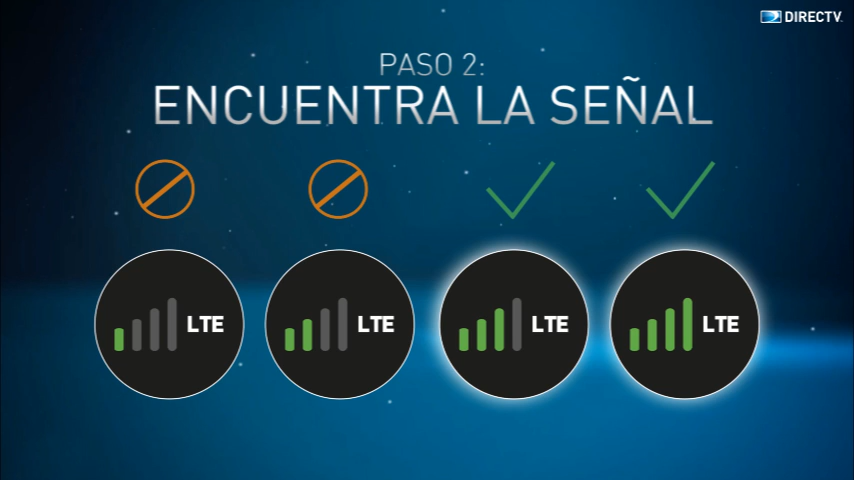 DIRECTV
PASO 2:
ENCUENTRA LA SEÑAL
LTE LTE LTE LTE